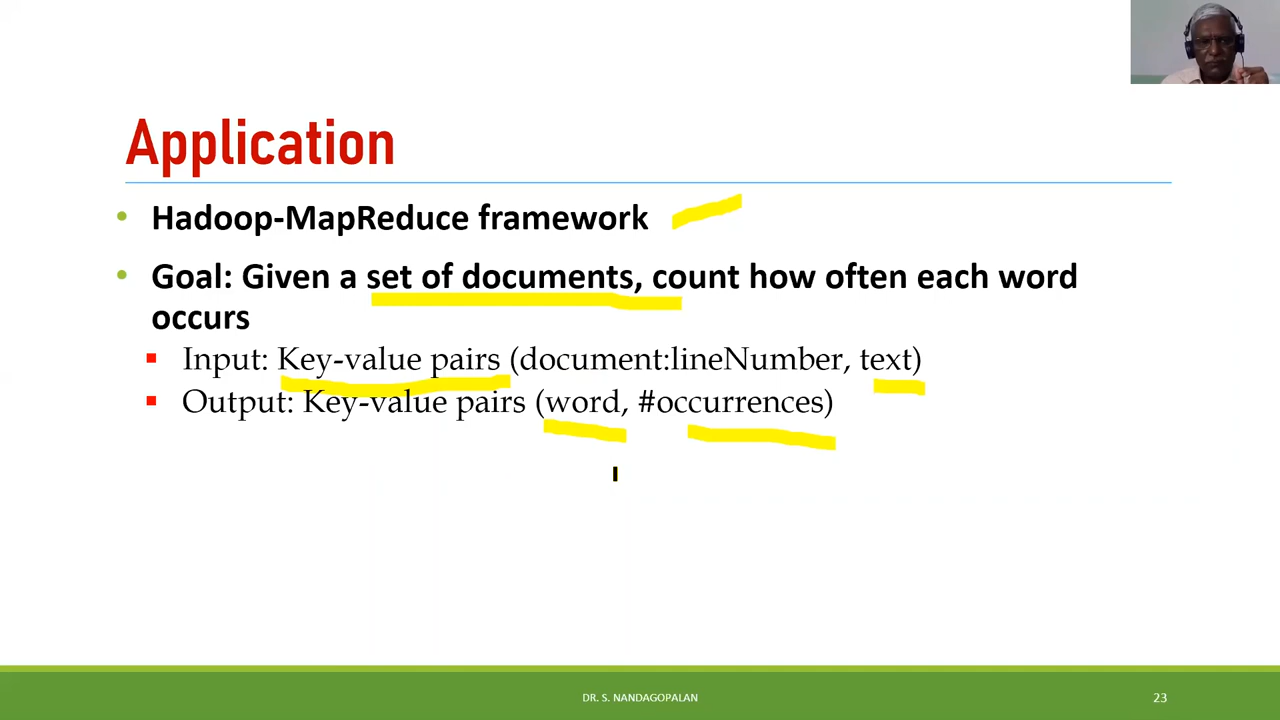 Application
• Hadoop-MapReduce framework
• Goal: Given a set of documents, count how often each word
occurs
▪ Input: Key-value pairs (document:lineNumber, text)
▪ Output: Key-value pairs (word, #occurrences)
DR. S. NANDAGOPALAN
23